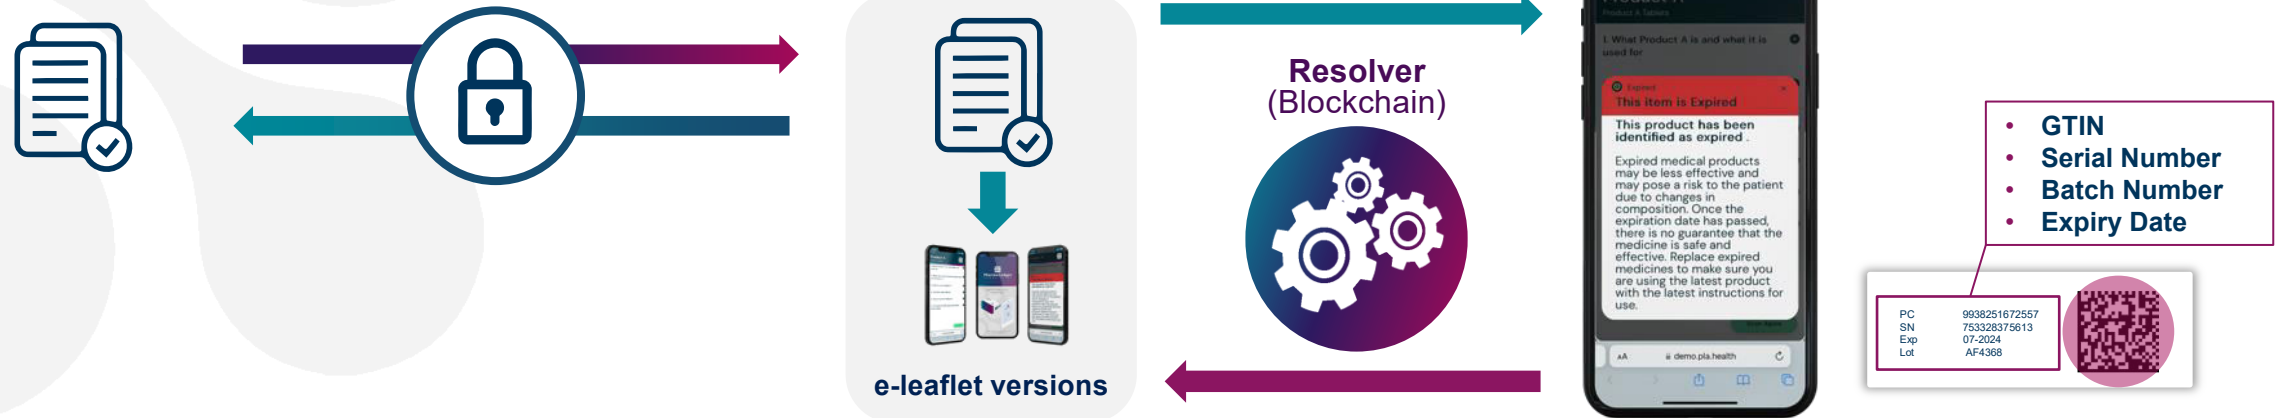 Resolver
(Blockchain)
e-leaflet versions
Product A
Product A Tablets
1. What Product A is and what it is
used for
Expired
This item is Expired
This product has been
identified as expired .
Expired medical products
may be less effective and
may pose a risk to the patient
due to changes in
composition. Once the
expiration date has passed,
there is no guarantee that the
medicine is safe and
effective. Replace expired
medicines to make sure you
are using the latest product
with the latest instructions for
use.
AA
demo.pla.health
• GTIN
• Serial Number
• Batch Number
• Expiry Date
PC 9938251672557
SN 753328375613
Exp 07-2024
Lot AF4368